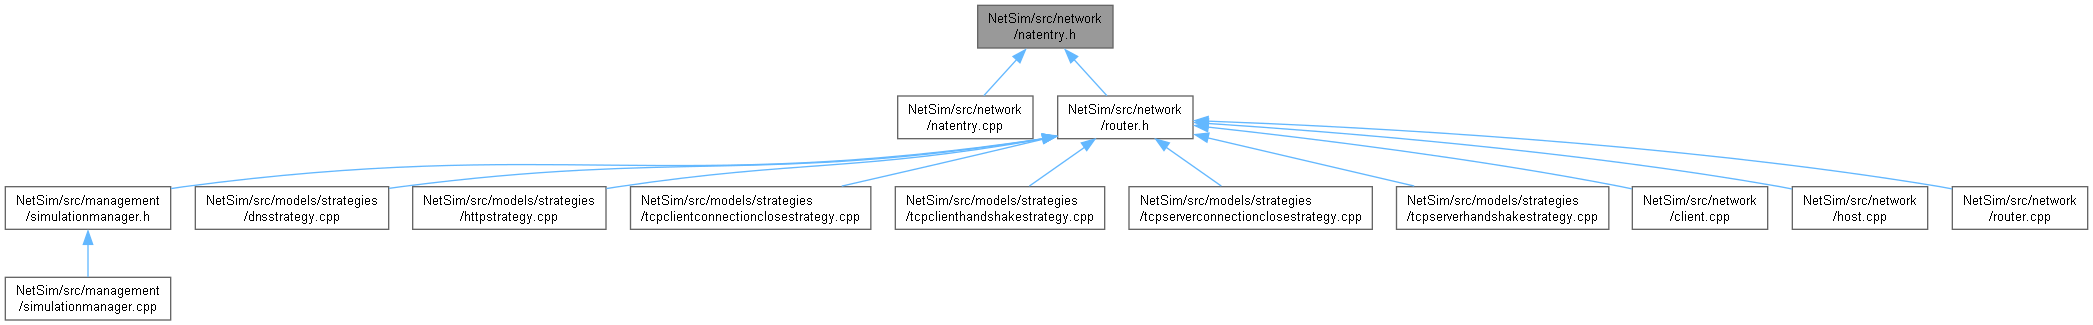 NetSim/src/network
/natentry.h
NetSim/src/network
/natentry.cpp
NetSim/src/network
/router.h
NetSim/src/management
/simulationmanager.h
NetSim/src/models/strategies
/dnsstrategy.cpp
NetSim/src/models/strategies
/httpstrategy.cpp
NetSim/src/models/strategies
/tcpclientconnectionclosestrategy.cpp
NetSim/src/models/strategies
/tcpclienthandshakestrategy.cpp
NetSim/src/models/strategies
/tcpserverconnectionclosestrategy.cpp
NetSim/src/models/strategies
/tcpserverhandshakestrategy.cpp
NetSim/src/network
/client.cpp
NetSim/src/network
/host.cpp
NetSim/src/network
/router.cpp
NetSim/src/management
/simulationmanager.cpp